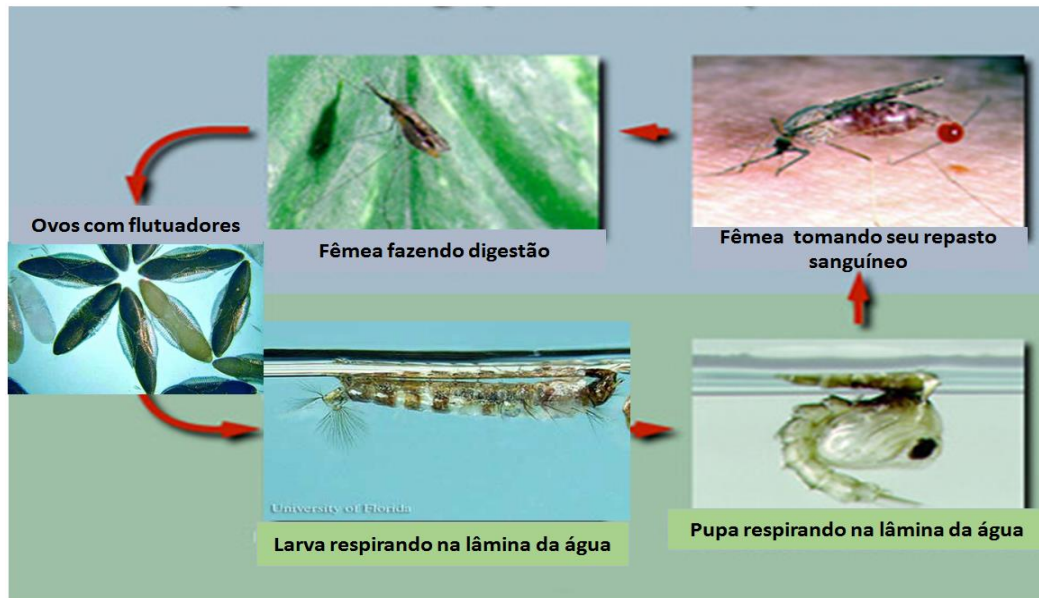 Ovos com flutuadores
Fêmea fazendo digestão
Fêmea tomando seu repasto
sanguíneo
University of Florida
Larva respirando na lâmina da água
Pupa respirando na lâmina da água